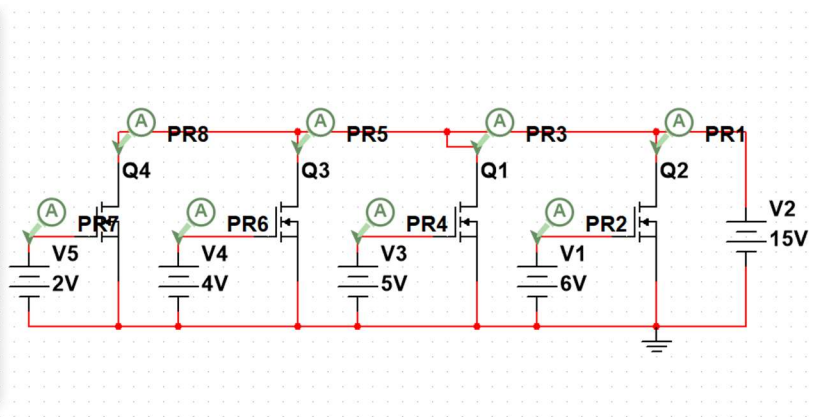 A A A A
PR8 PR5 PR3 PR1
Q4 Q3 Q1 Q2
A A A A
PR7 PR6 PR4 PR2 V2
V5 V4 V3 V1 15V
2V 4V 5V 6V